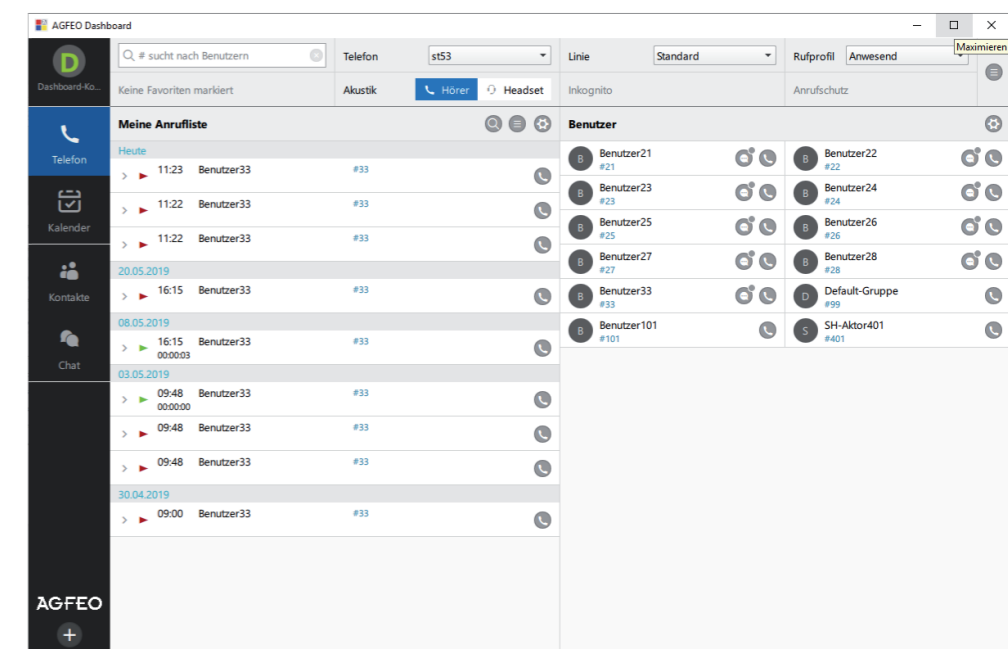 AGFEO Dashboard
Maximieren
D
Dashboard-Ko...
# sucht nach Benutzern
Telefon
st53
Linie
Standard
Rufprofil
Anwesend
Keine Favoriten markiert
Akustik
Hörer
Headset
Inkognito
Anrufschutz
Telefon
Kalender
Kontakte
Chat
AGFEO
+
Meine Anrufliste
Heute
11:23 Benutzer33 #33
11:22 Benutzer33 #33
11:22 Benutzer33 #33
20.05.2019
16:15 Benutzer33 #33
08.05.2019
16:15 Benutzer33 #33
00:00:03
03.05.2019
09:48 Benutzer33 #33
00:00:00
09:48 Benutzer33 #33
09:48 Benutzer33 #33
30.04.2019
09:00 Benutzer33 #33
Benutzer
B Benutzer21
#21
B Benutzer22
#22
B Benutzer23
#23
B Benutzer24
#24
B Benutzer25
#25
B Benutzer26
#26
B Benutzer27
#27
B Benutzer28
#28
B Benutzer33
#33
D Default-Gruppe
#99
B Benutzer101
#101
S SH-Aktor401
#401